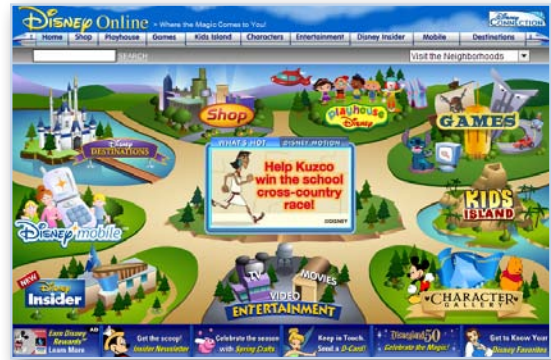 Disney Online • Where the Magic Comes to You!
Disney CONNECTION
Home Shop Playhouse Games Kids Island Characters Entertainment Disney Insider Mobile Destinations
SEARCH
Visit the Neighborhoods
Shop
Playhouse Disney
GAMES
Disney DESTINATIONS
WHAT'S HOT DISNEY MOTION
Help Kuzco
win the school
cross-country
race!
©DISNEY
KID'S ISLAND
Disney mobile
NEW
Disney Insider
TV
MOVIES
VIDEO
ENTERTAINMENT
CHARACTER GALLERY
Earn Disney
Rewards™
Learn More
AD
Get the scoop!
Insider Newsletter
Celebrate the season
with Spring Crafts.
Keep in Touch.
Send a D-Card!
Disneyland 50
Celebrate the Magic!
Get to Know Your
Disney Favorites